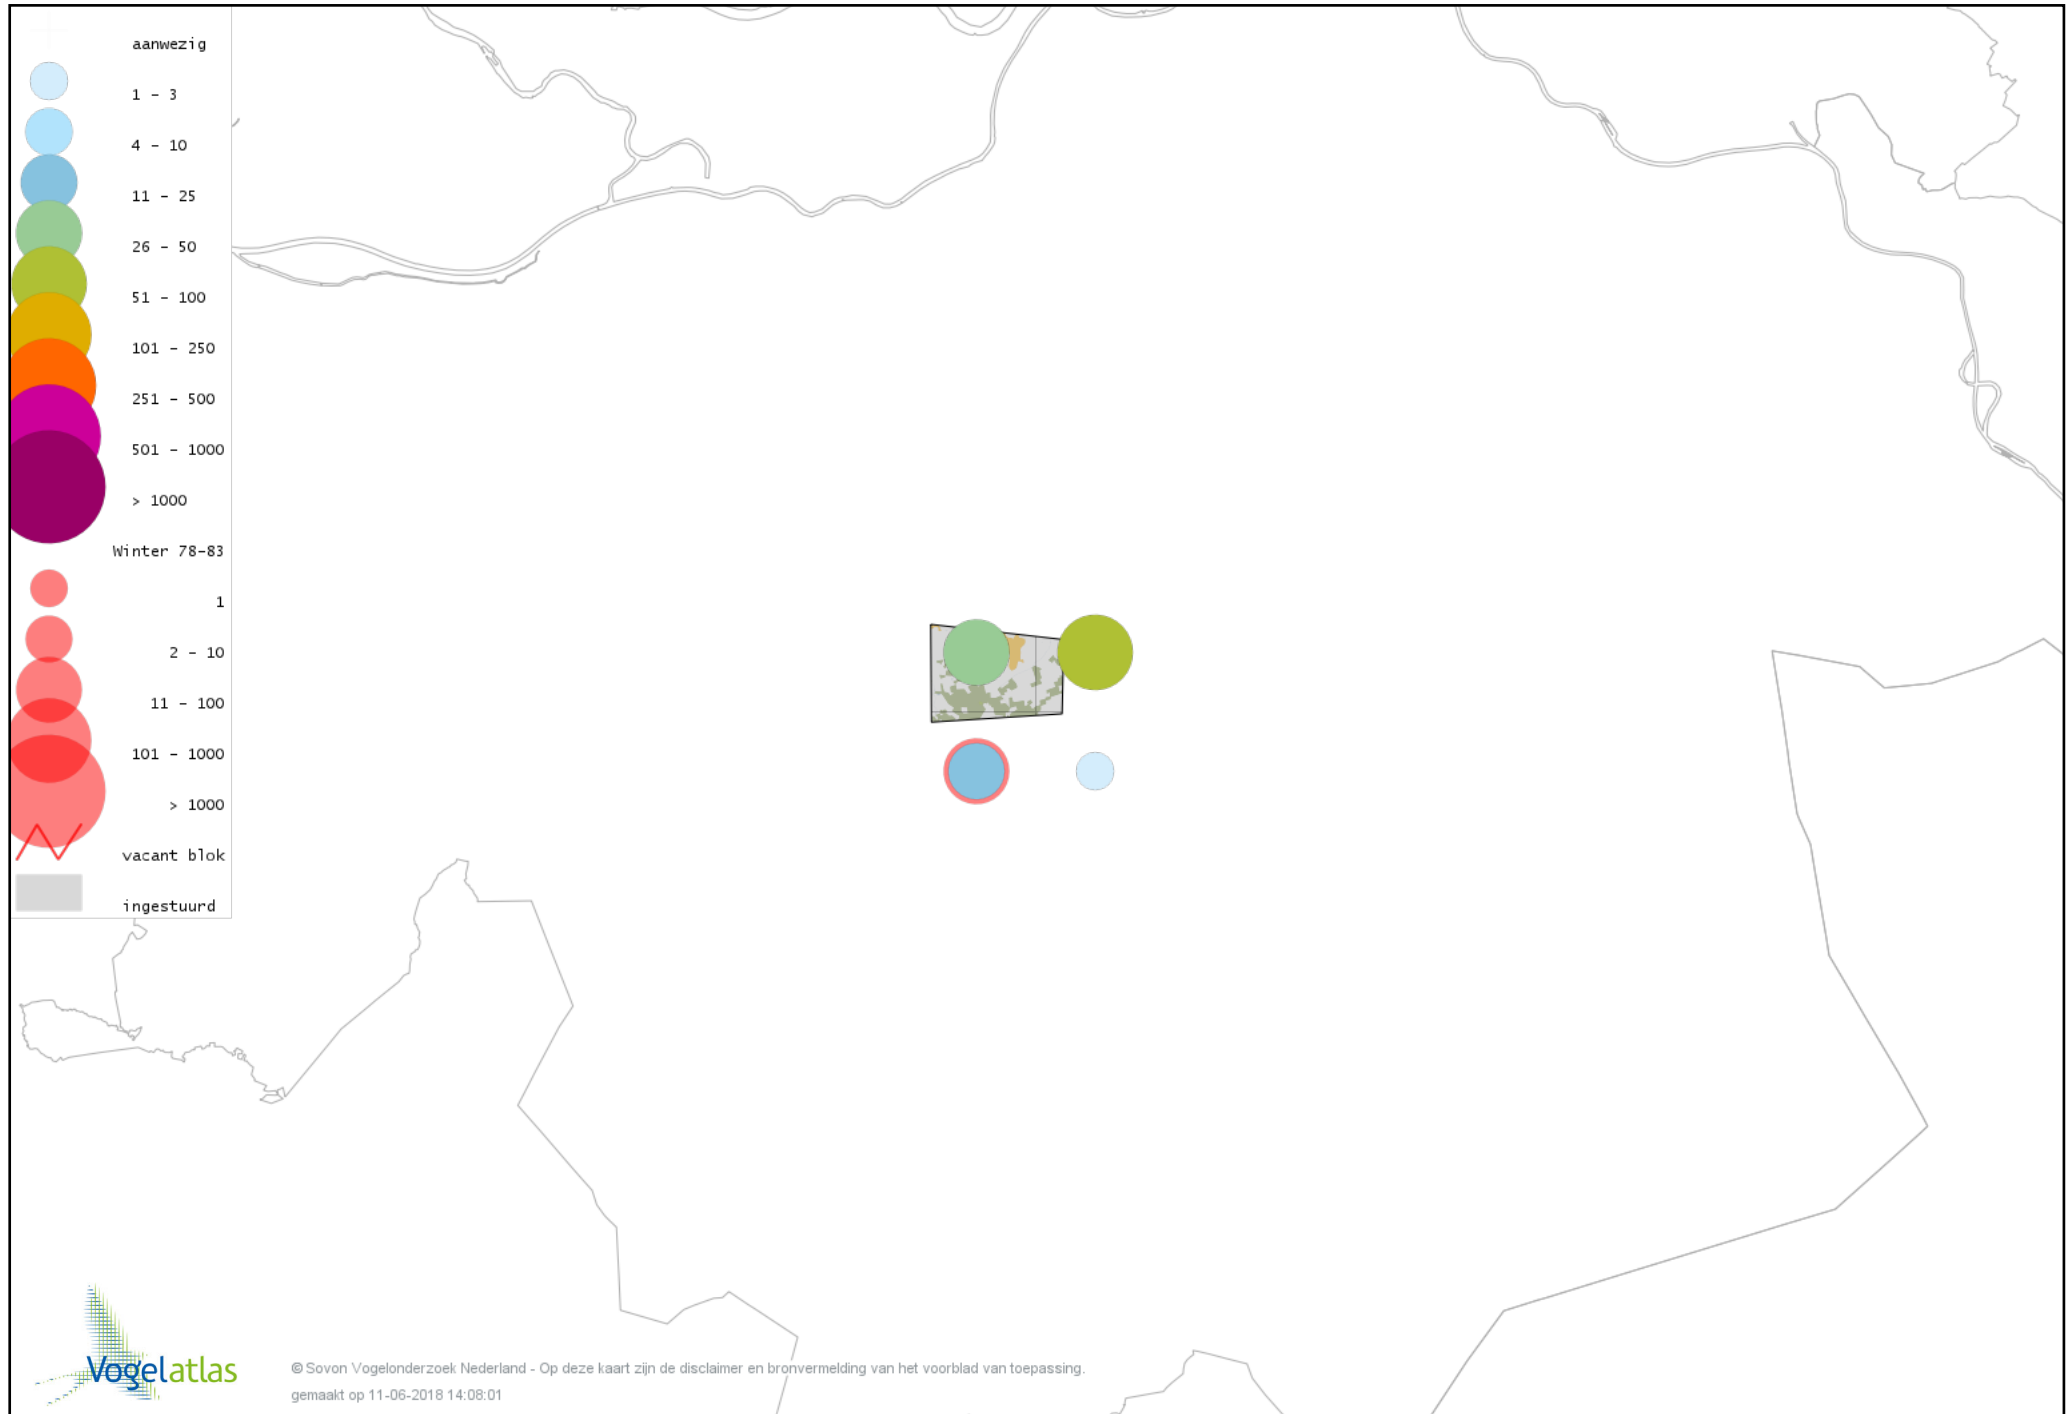 aanwezig
1 - 3
4 - 10
11 - 25
26 - 50
51 - 100
101 - 250
251 - 500
501 - 1000
> 1000
Winter 78-83
1
2 - 10
11 - 100
101 - 1000
> 1000
vacant blok
ingestuurd
Vogelatlas
© Sovon Vogelonderzoek Nederland - Op deze kaart zijn de disclaimer en bronvermelding van het voorblad van toepassing.
gemaakt op 11-06-2018 14:08:01